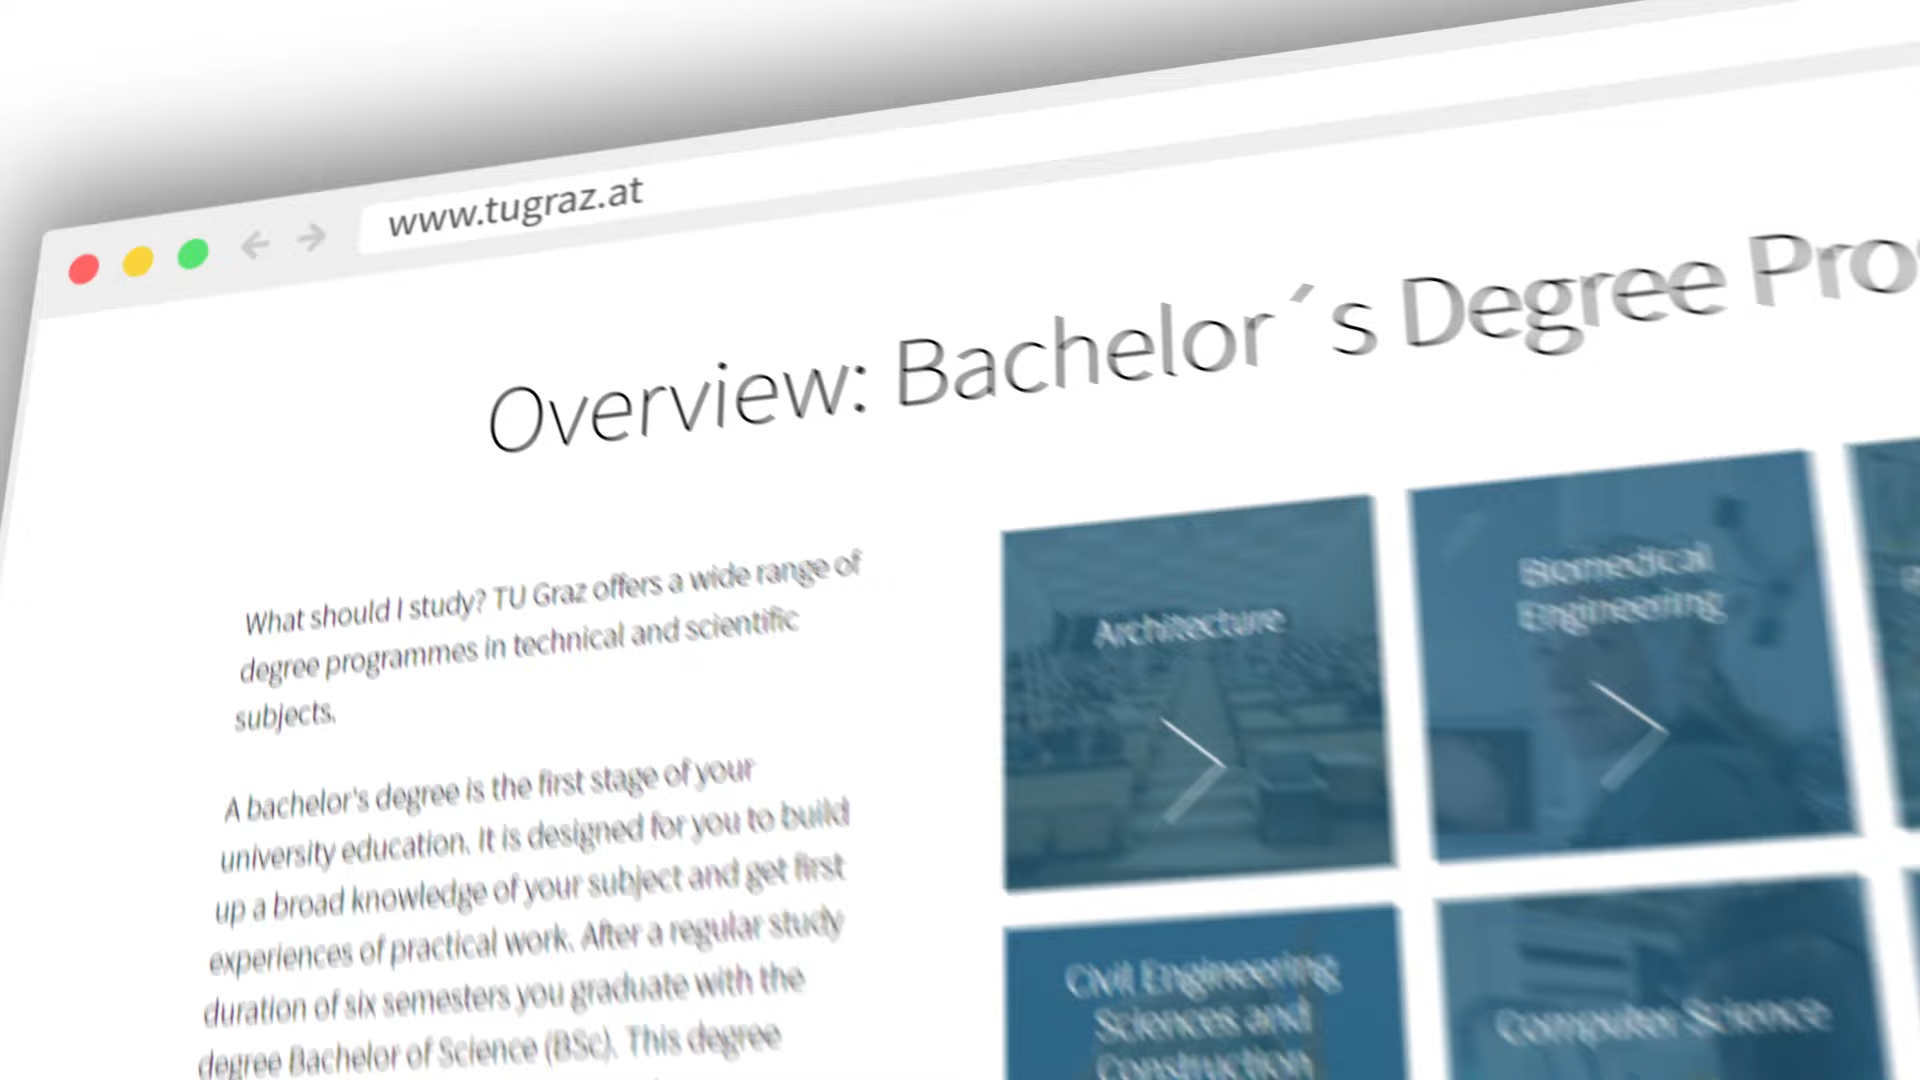 www.tugraz.at
Overview: Bachelor´s Degree
What should I study? TU Graz offers a wide range of
degree programmes in technical and scientific
subjects.
A bachelor's degree is the first stage of your
university education. It is designed for you to build
up a broad knowledge of your subject and get first
experiences of practical work. After a regular study
duration of six semesters you graduate with the
degree Bachelor of Science (BSc). This degree
Architecture
Biomedical
Engineering
Civil Engineering
Sciences and
Construction
Computer Science